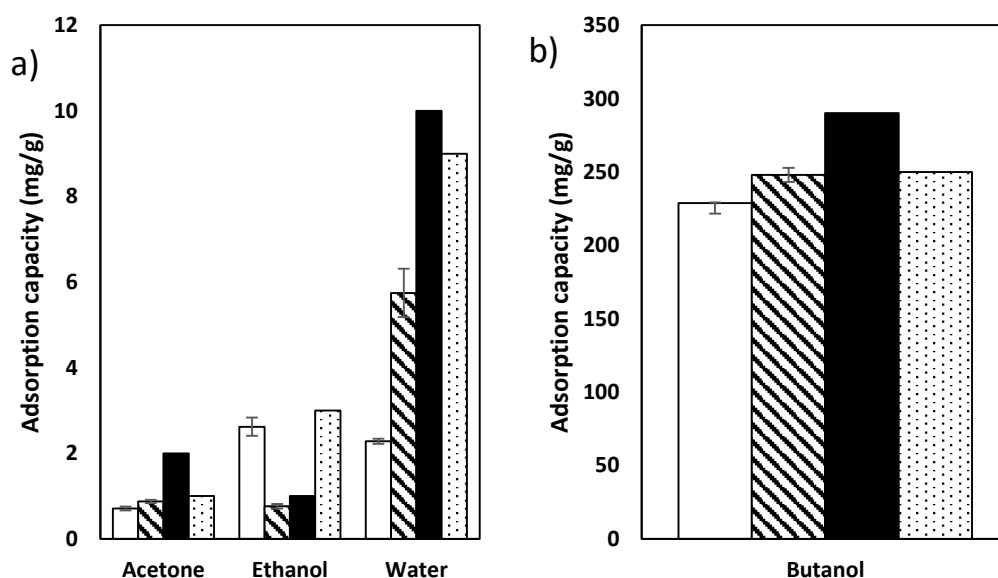 a)
Adsorption capacity (mg/g)
12
10
8
6
4
2
0
Acetone Ethanol Water
b)
Adsorption capacity (mg/g)
350
300
250
200
150
100
50
0
Butanol